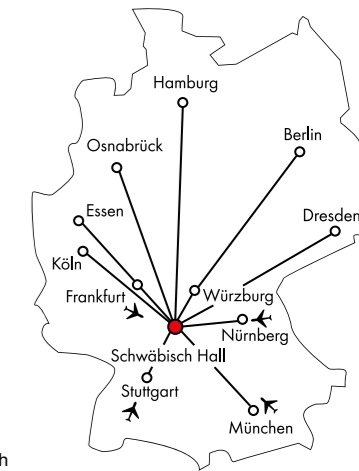 Hamburg
Berlin
Osnabrück
Essen
Dresden
Köln
Frankfurt
Würzburg
Nürnberg
Schwäbisch Hall
Stuttgart
München
h